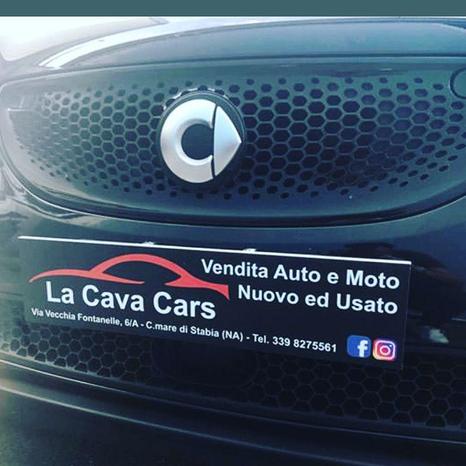 Vendita Auto e Moto
Nuovo ed Usato
La Cava Cars
Via Vecchia Fontanelle, 6/A - C.mare di Stabia (NA) - Tel. 339 8275561